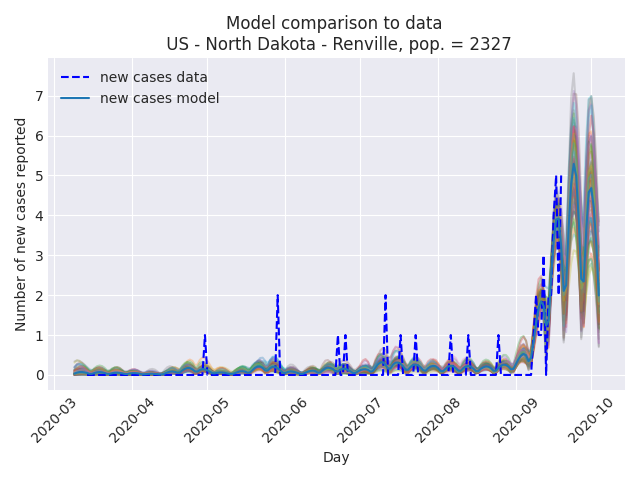 Model comparison to data
US - North Dakota - Renville, pop. = 2327
new cases data
new cases model
Number of new cases reported
7
6
5
4
3
2
1
0
2020-03
2020-04
2020-05
2020-06
2020-07
2020-08
2020-09
2020-10
Day